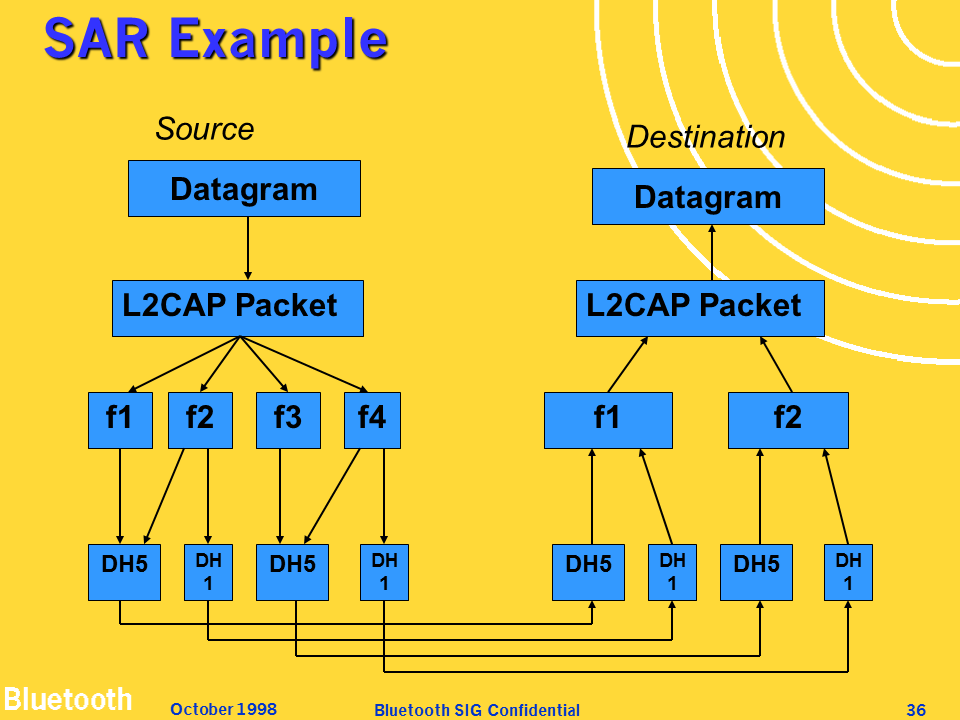 SAR Example
Source
Destination
Datagram
Datagram
L2CAP Packet
L2CAP Packet
f1
f2
f3
f4
f1
f2
DH5
DH
1
DH5
DH
1
DH5
DH
1
DH5
DH
1
Bluetooth
October 1998
Bluetooth SIG Confidential
36